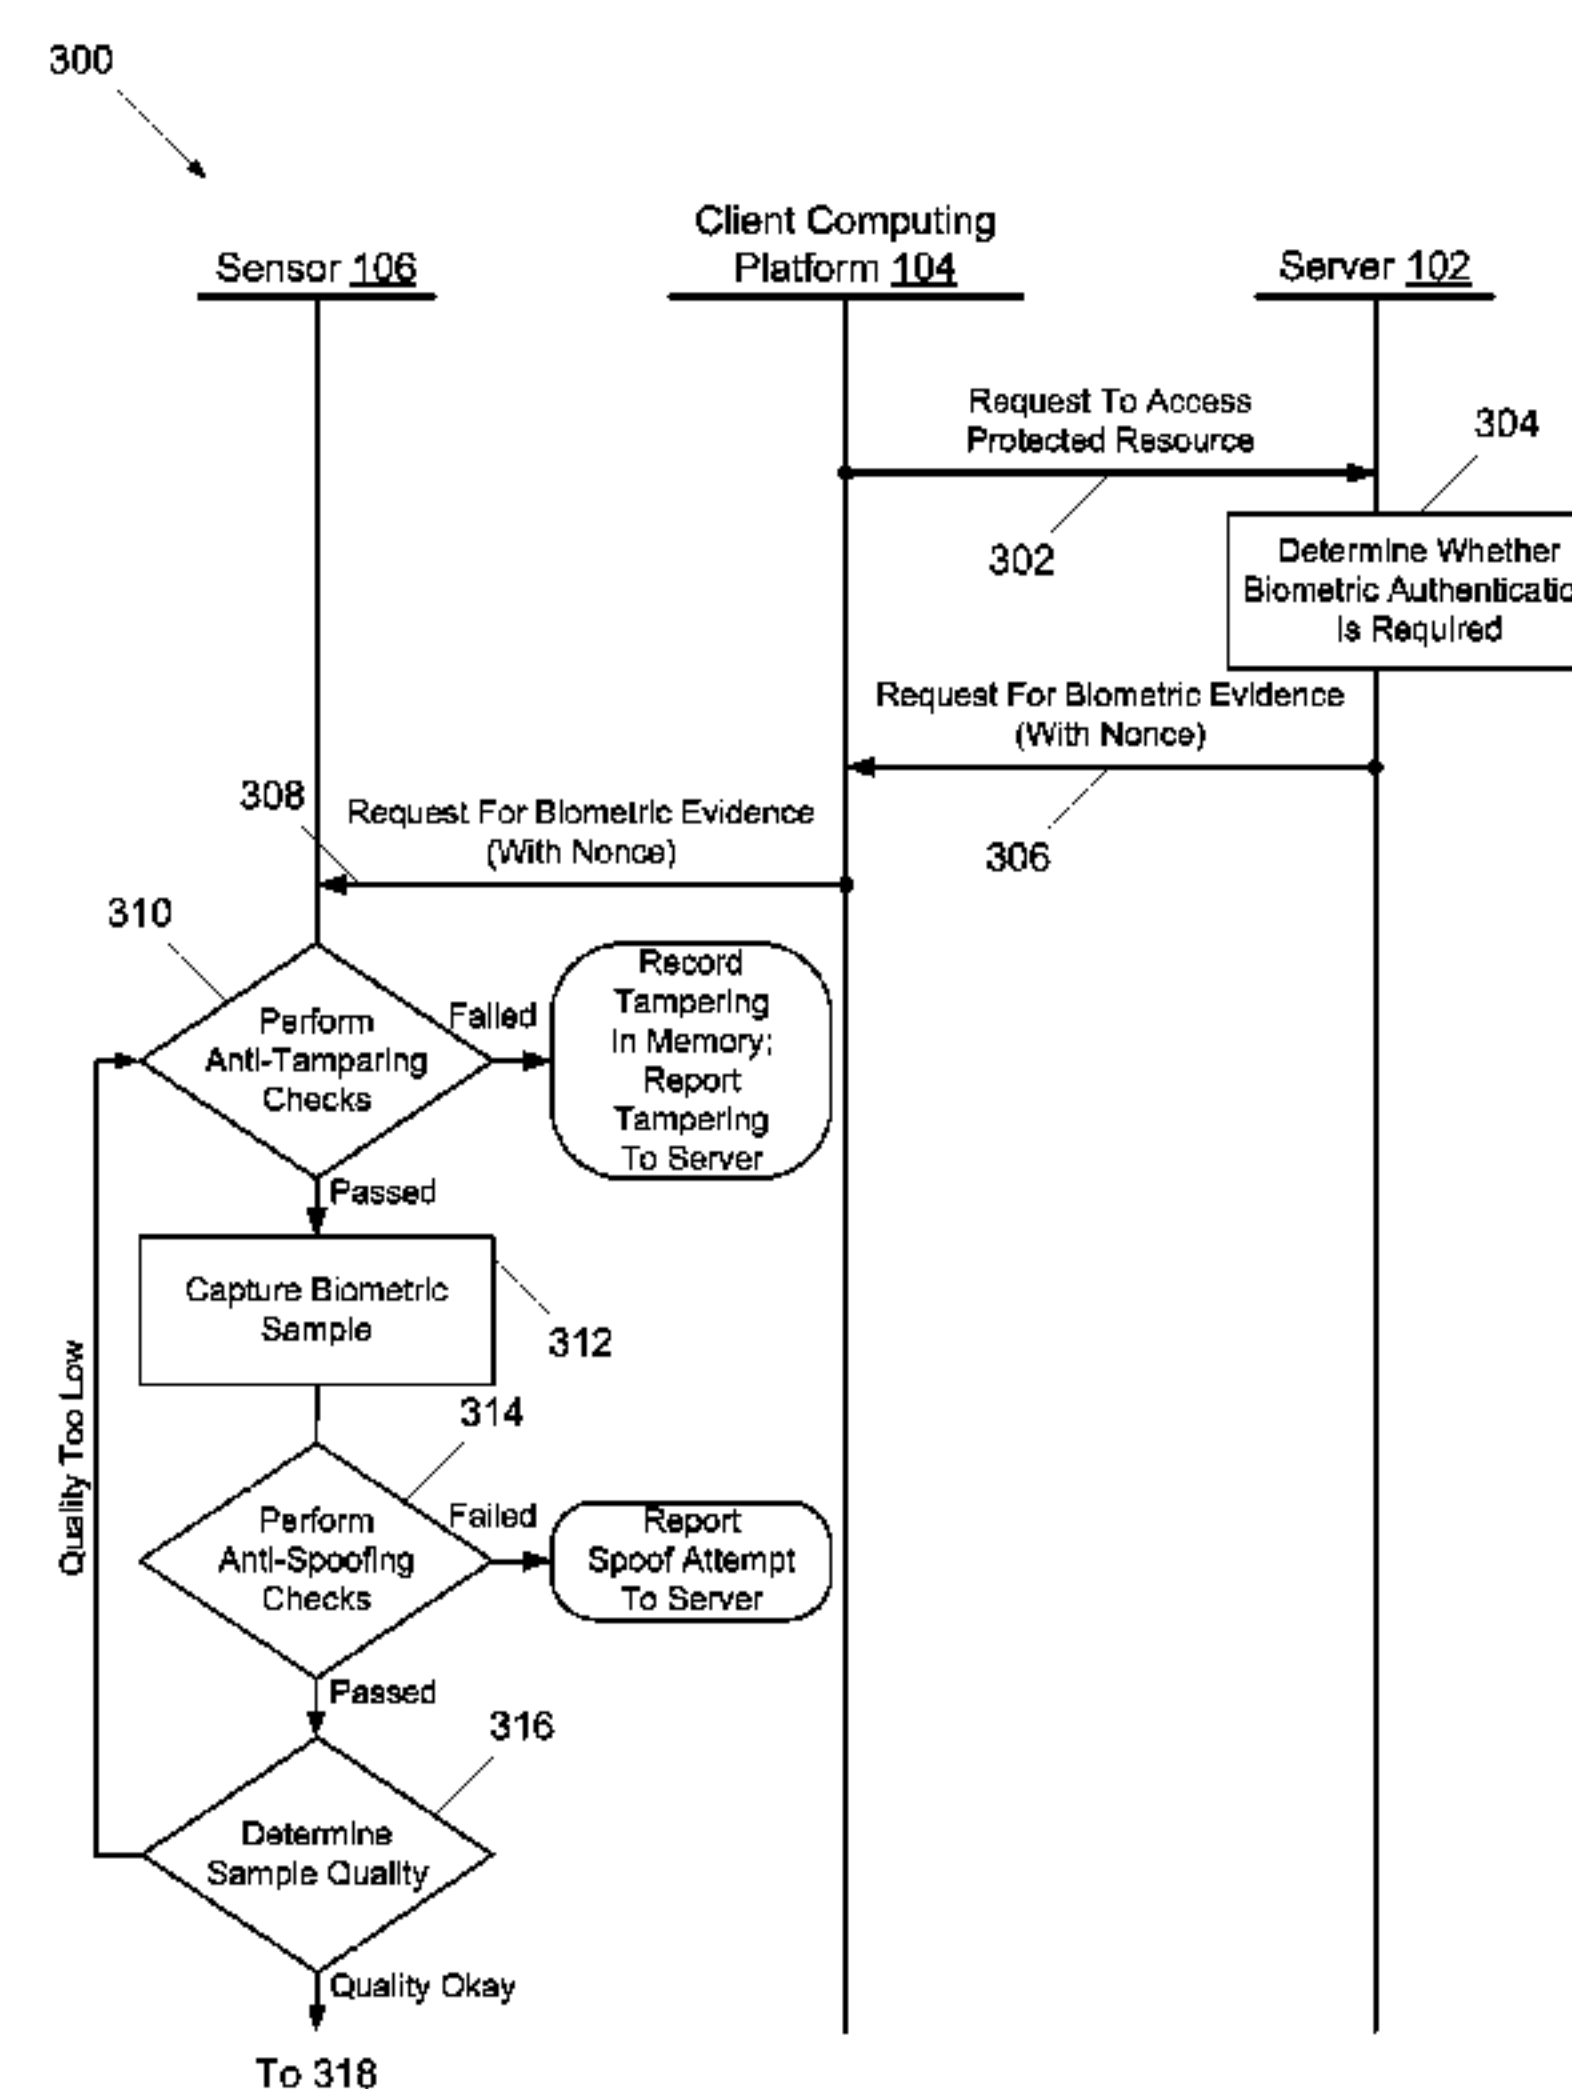 300
Client Computing
Sensor 106
Platform 104
Server 102
Request To Access
Protected Resource
304
302
Determine Whether
Biometric Authenticatio
Is Required
Request For Biometric Evidence
(With Nonce)
306
308
Request For Biometric Evidence
(With Nonce)
310
Perform
Anti-Tamparing
Checks
Failed
Record
Tampering
In Memory;
Report
Tampering
To Server
Passed
Capture Biometric
Sample
312
314
Perform
Anti-Spoofing
Checks
Failed
Report
Spoof Attempt
To Server
Quality Too Low
Passed
316
Determine
Sample Quality
Quality Okay
To 318